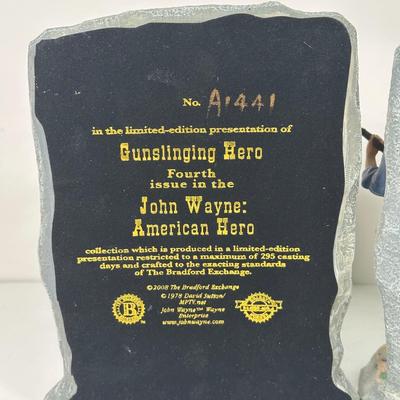 No. A1441
in the limited-edition presentation of
Gunslinging Hero
Fourth
issue in the
John Wayne:
American Hero
collection which is produced in a limited-edition
presentation restricted to a maximum of 295 casting
days and crafted to the exacting standards
of The Bradford Exchange.
©2008 The Bradford Exchange
©1978 David Sutton/
MPTV.net
John Wayne™ Wayne
Enterprise
www.johnwayne.com
B